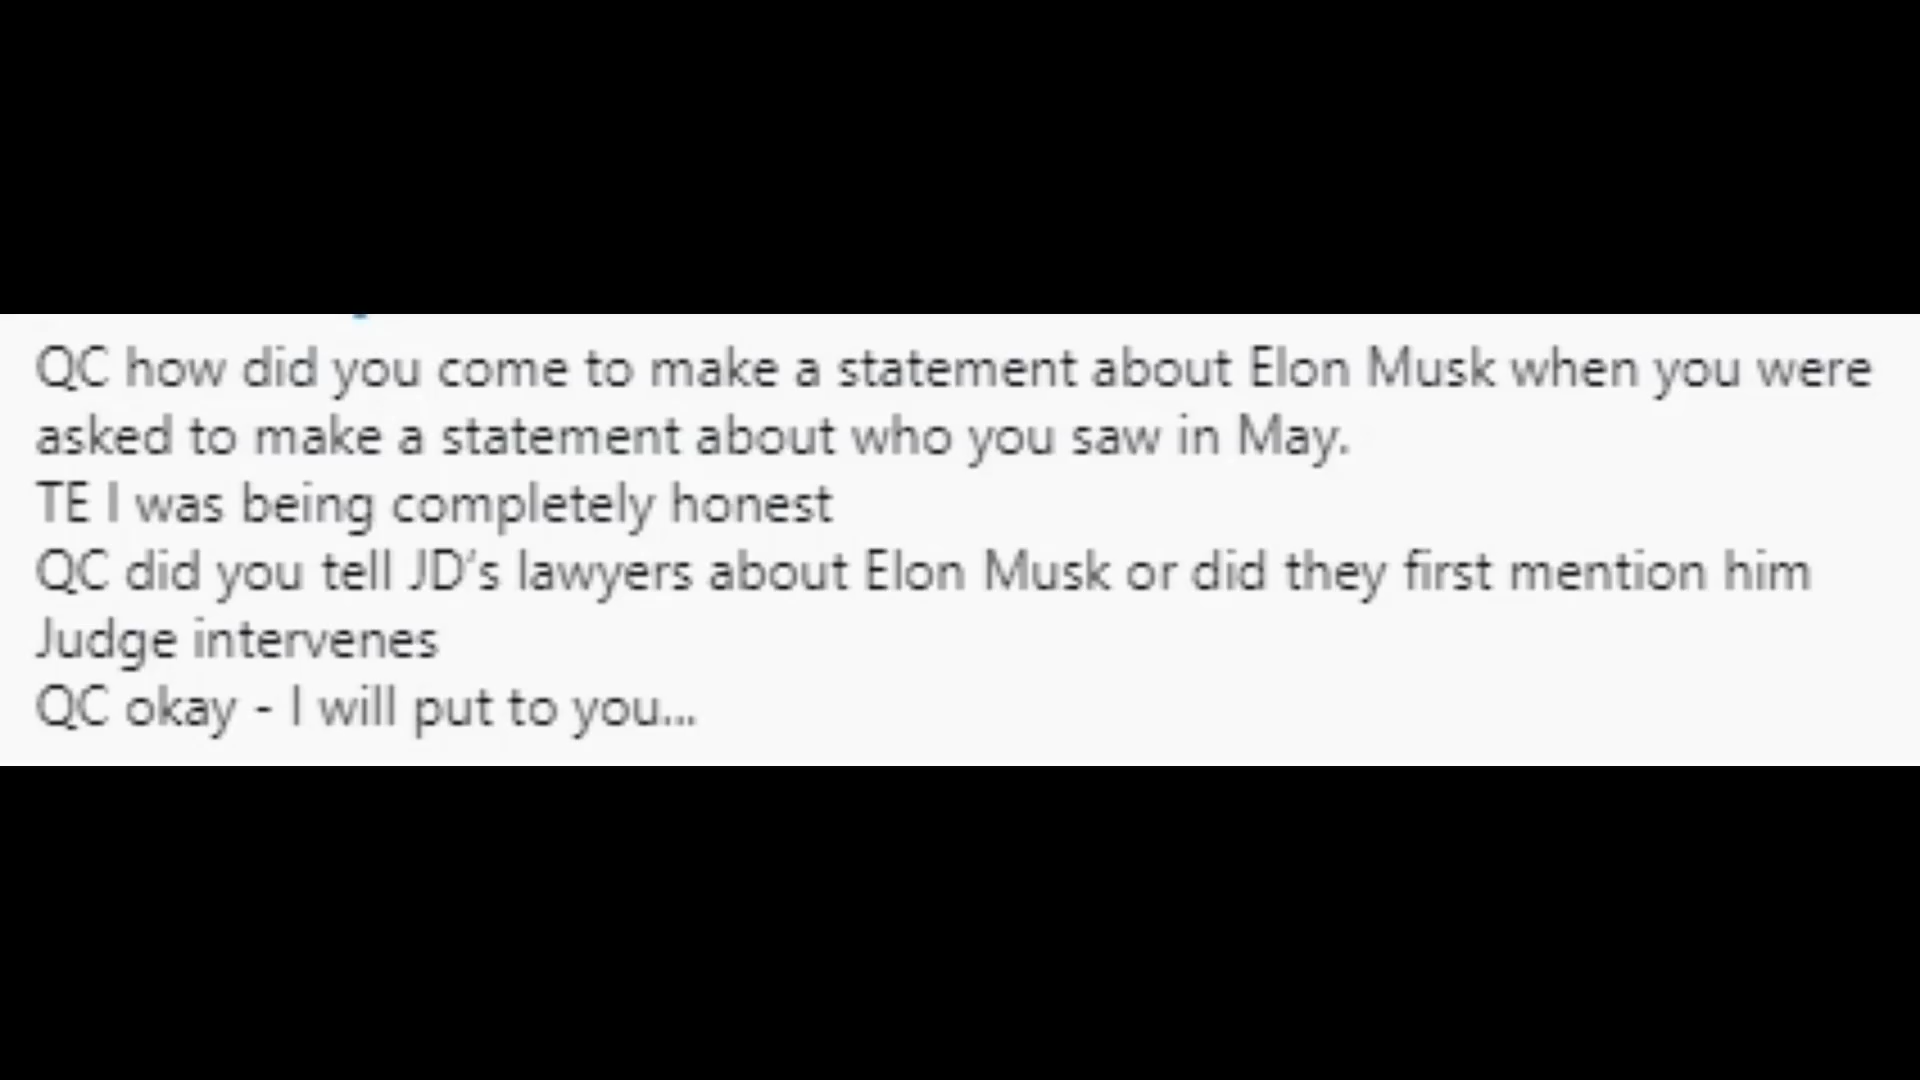 QC how did you come to make a statement about Elon Musk when you were
asked to make a statement about who you saw in May.
TE I was being completely honest
QC did you tell JD's lawyers about Elon Musk or did they first mention him
Judge intervenes
QC okay - I will put to you...